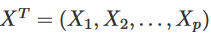 X^T = (X_1, X_2, ..., X_p)